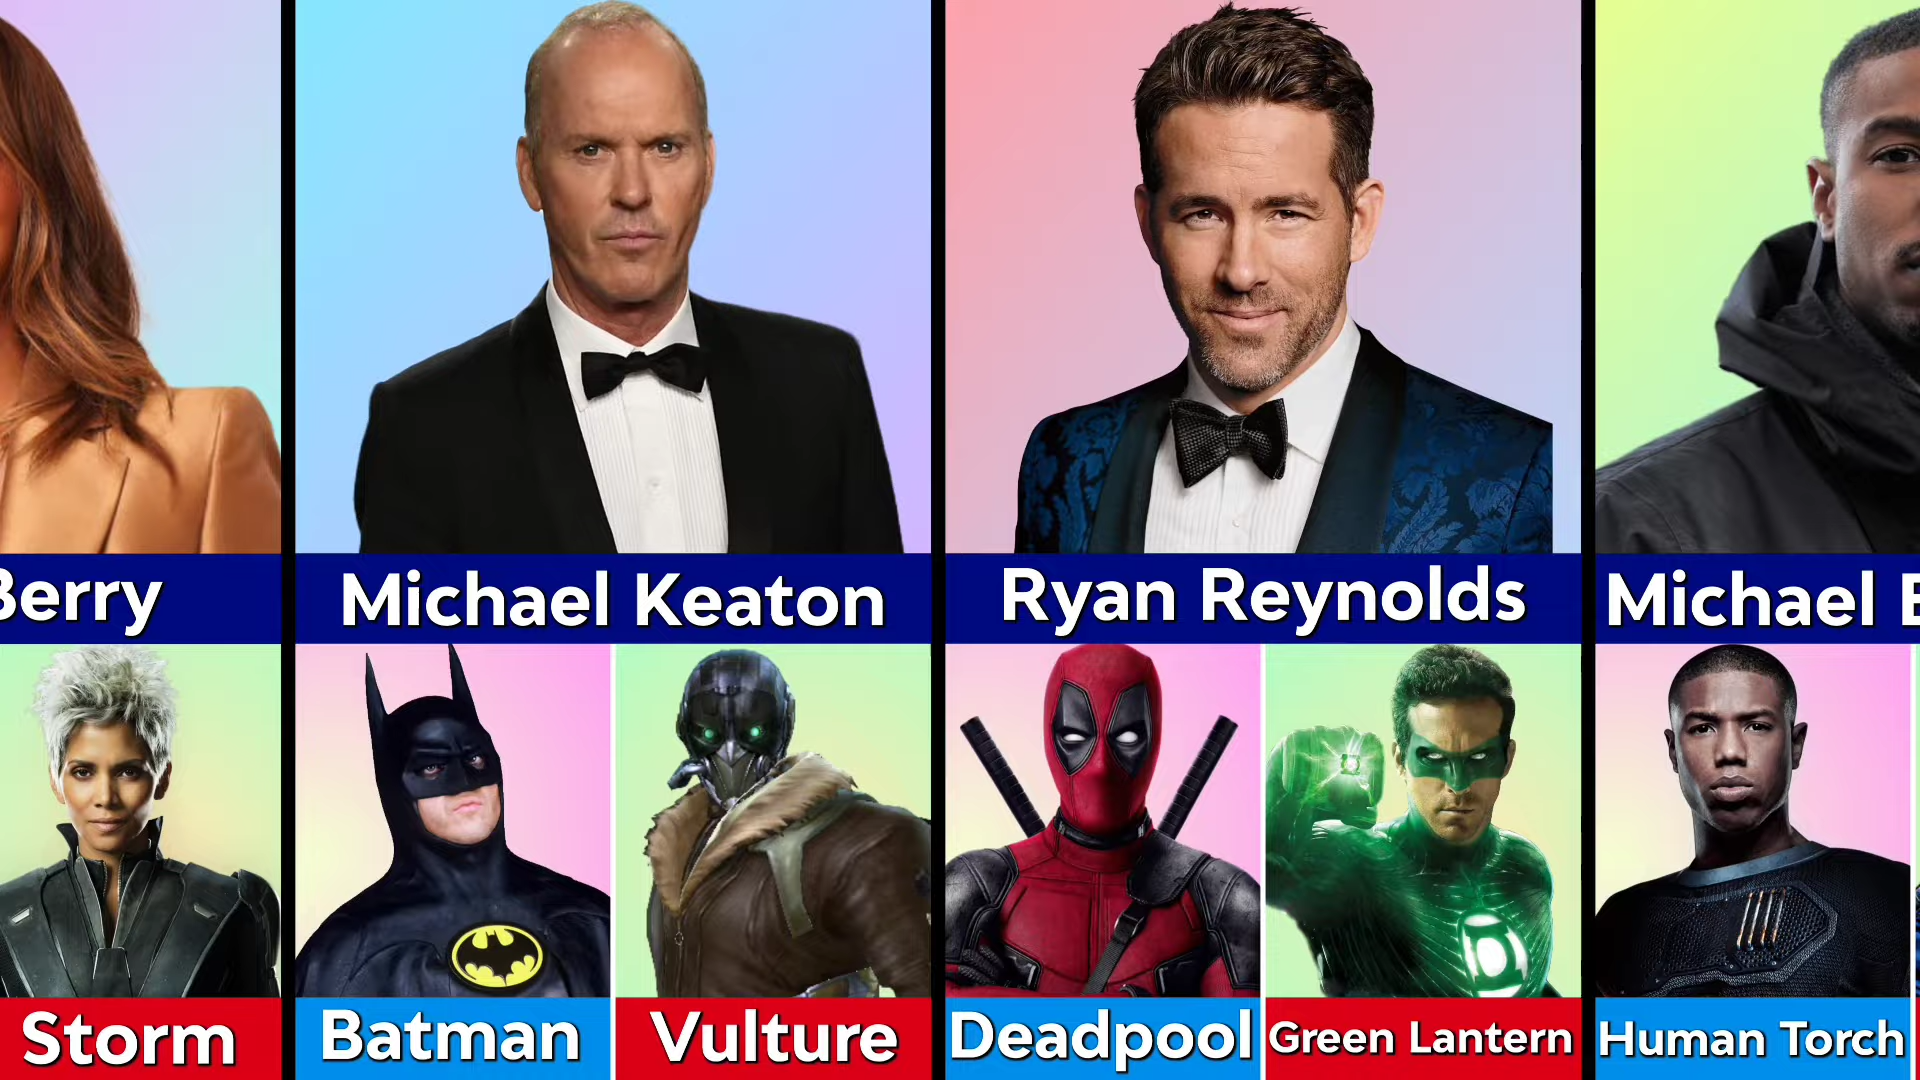 Berry
Michael Keaton
Ryan Reynolds
Michael
Storm
Batman
Vulture
Deadpool
Green Lantern
Human Torch